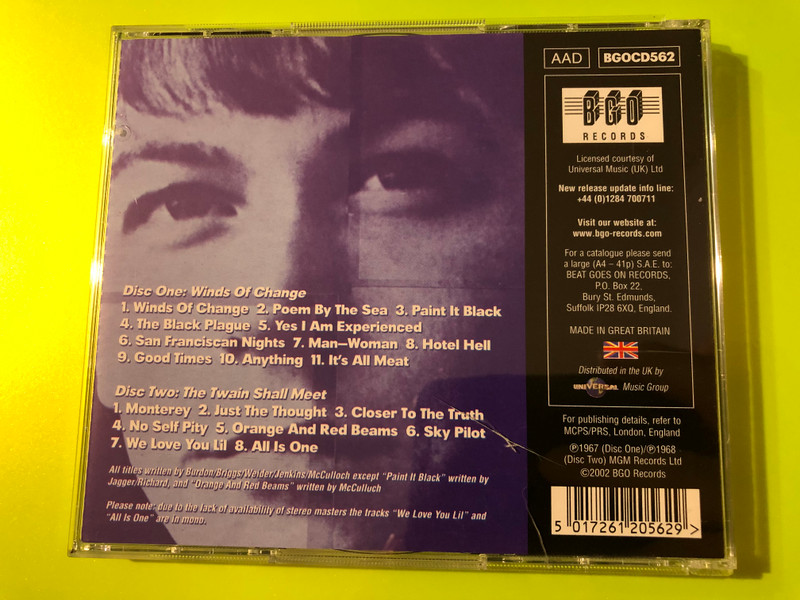 Disc One: Winds Of Change
1. Winds Of Change 2. Poem By The Sea 3. Paint It Black
4. The Black Plague 5. Yes I Am Experienced
6. San Franciscan Nights 7. Man—Woman 8. Hotel Hell
9. Good Times 10. Anything 11. It's All Meat
Disc Two: The Twain Shall Meet
1. Monterey 2. Just The Thought 3. Closer To The Truth
4. No Self Pity 5. Orange And Red Beams 6. Sky Pilot
7. We Love You Lil 8. All Is One
All titles written by Burdon/Briggs/Weider/Jenkins/McCulloch except "Paint It Black" written by
Jagger/Richard, and "Orange And Red Beams" written by McCulluch
Please note: due to the lack of availability of stereo masters the tracks "We Love You Lil" and
"All Is One" are in mono.
AAD BGOCD562
BGO
RECORDS
Licensed courtesy of
Universal Music (UK) Ltd
New release update info line:
+44 (0)1284 700711
Visit our website at:
www.bgo-records.com
For a catalogue please send
a large (A4 – 41p) S.A.E. to:
BEAT GOES ON RECORDS,
P.O. Box 22,
Bury St. Edmunds,
Suffolk IP28 6XQ, England.
MADE IN GREAT BRITAIN
Distributed in the UK by
UNIVERSAL Music Group
For publishing details, refer to
MCPS/PRS, London, England
℗1967 (Disc One)/℗1968
(Disc Two) MGM Records Ltd
©2002 BGO Records
5 017261 205629 >